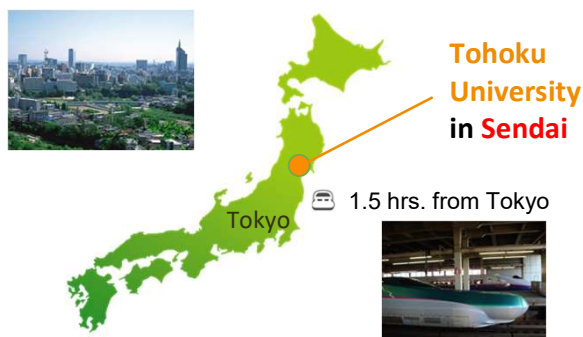 Tohoku
University
in Sendai
1.5 hrs. from Tokyo
Tokyo